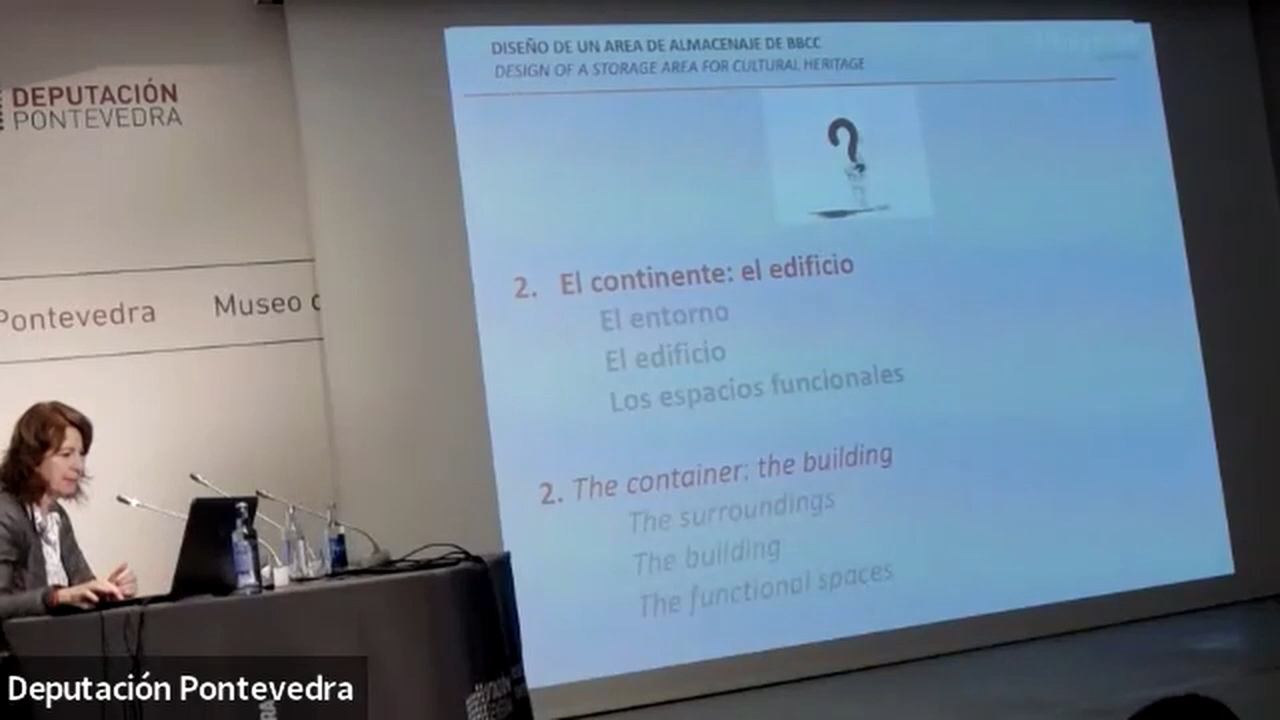 DEPUTACIÓN
PONTEVEDRA
Pontevedra
Museo
DISEÑO DE UN AREA DE ALMACENAJE DE BBCC
DESIGN OF A STORAGE AREA FOR CULTURAL HERITAGE
?
2. El continente: el edificio
El entorno
El edificio
Los espacios funcionales
2. The container: the building
The surroundings
The building
The functional spaces
Deputación Pontevedra